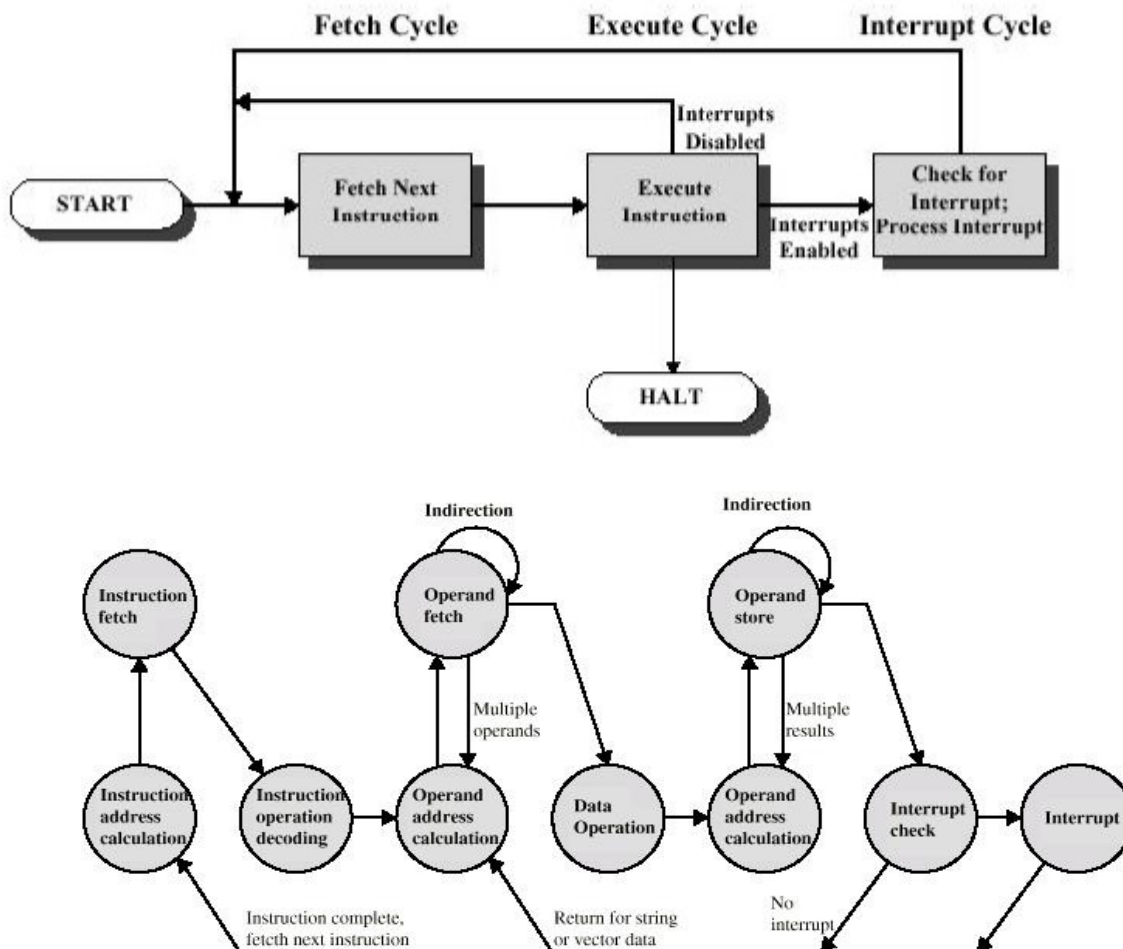 Fetch Cycle
Execute Cycle
Interrupt Cycle
Interrupts
Disabled
START
Fetch Next
Instruction
Execute
Instruction
Check for
Interrupt;
Process Interrupt
Interrupts
Enabled
HALT
Indirection
Indirection
Instruction
fetch
Operand
fetch
Operand
store
Multiple
operands
Multiple
results
Instruction
address
calculation
Instruction
operation
decoding
Operand
address
calculation
Data
Operation
Operand
address
calculation
Interrupt
check
Interrupt
Instruction complete,
feteth next instruction
Return for string
or vector data
No
interrupt